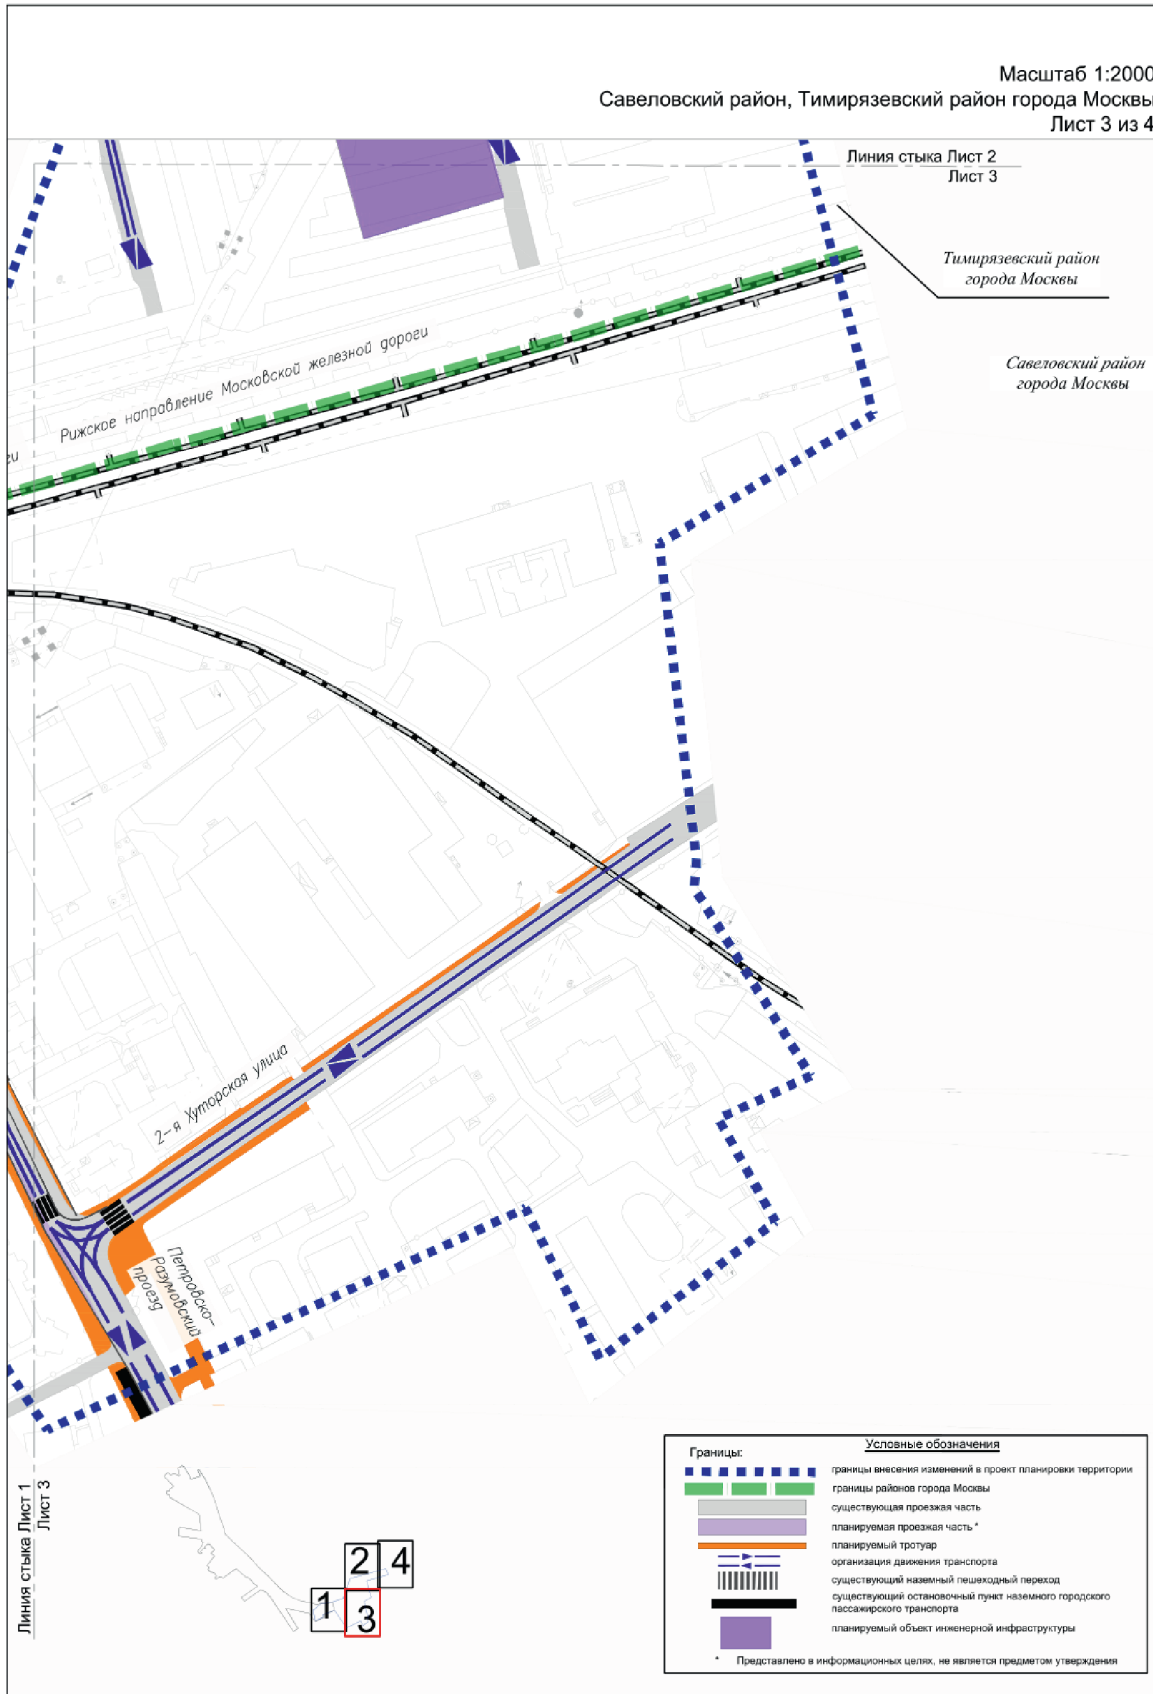 Масштаб 1:2000
Савеловский район, Тимирязевский район города Москвы
Лист 3 из 4
Линия стыка Лист 2
Лист 3
Тимирязевский район
города Москвы
Савеловский район
города Москвы
Рижское направление Московской железной дороги
ги
2-я Хуторская улица
Петровско-
Разумовский
проезд
Линия стыка Лист 1
Лист 3
1
2
3
4
Условные обозначения
Границы:
границы внесения изменений в проект планировки территории
границы районов города Москвы
существующая проезжая часть
планируемая проезжая часть *
планируемый тротуар
организация движения транспорта
существующий наземный пешеходный переход
существующий остановочный пункт наземного городского
пассажирского транспорта
планируемый объект инженерной инфраструктуры
* Представлено в информационных целях, не является предметом утверждения